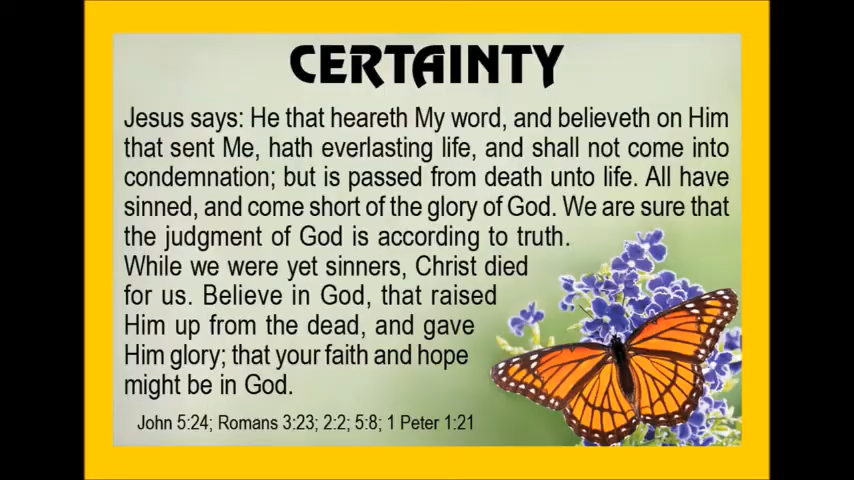 CERTAINTY
Jesus says: He that heareth My word, and believeth on Him
that sent Me, hath everlasting life, and shall not come into
condemnation; but is passed from death unto life. All have
sinned, and come short of the glory of God. We are sure that
the judgment of God is according to truth.
While we were yet sinners, Christ died
for us. Believe in God, that raised
Him up from the dead, and gave
Him glory; that your faith and hope
might be in God.
John 5:24; Romans 3:23; 2:2; 5:8; 1 Peter 1:21